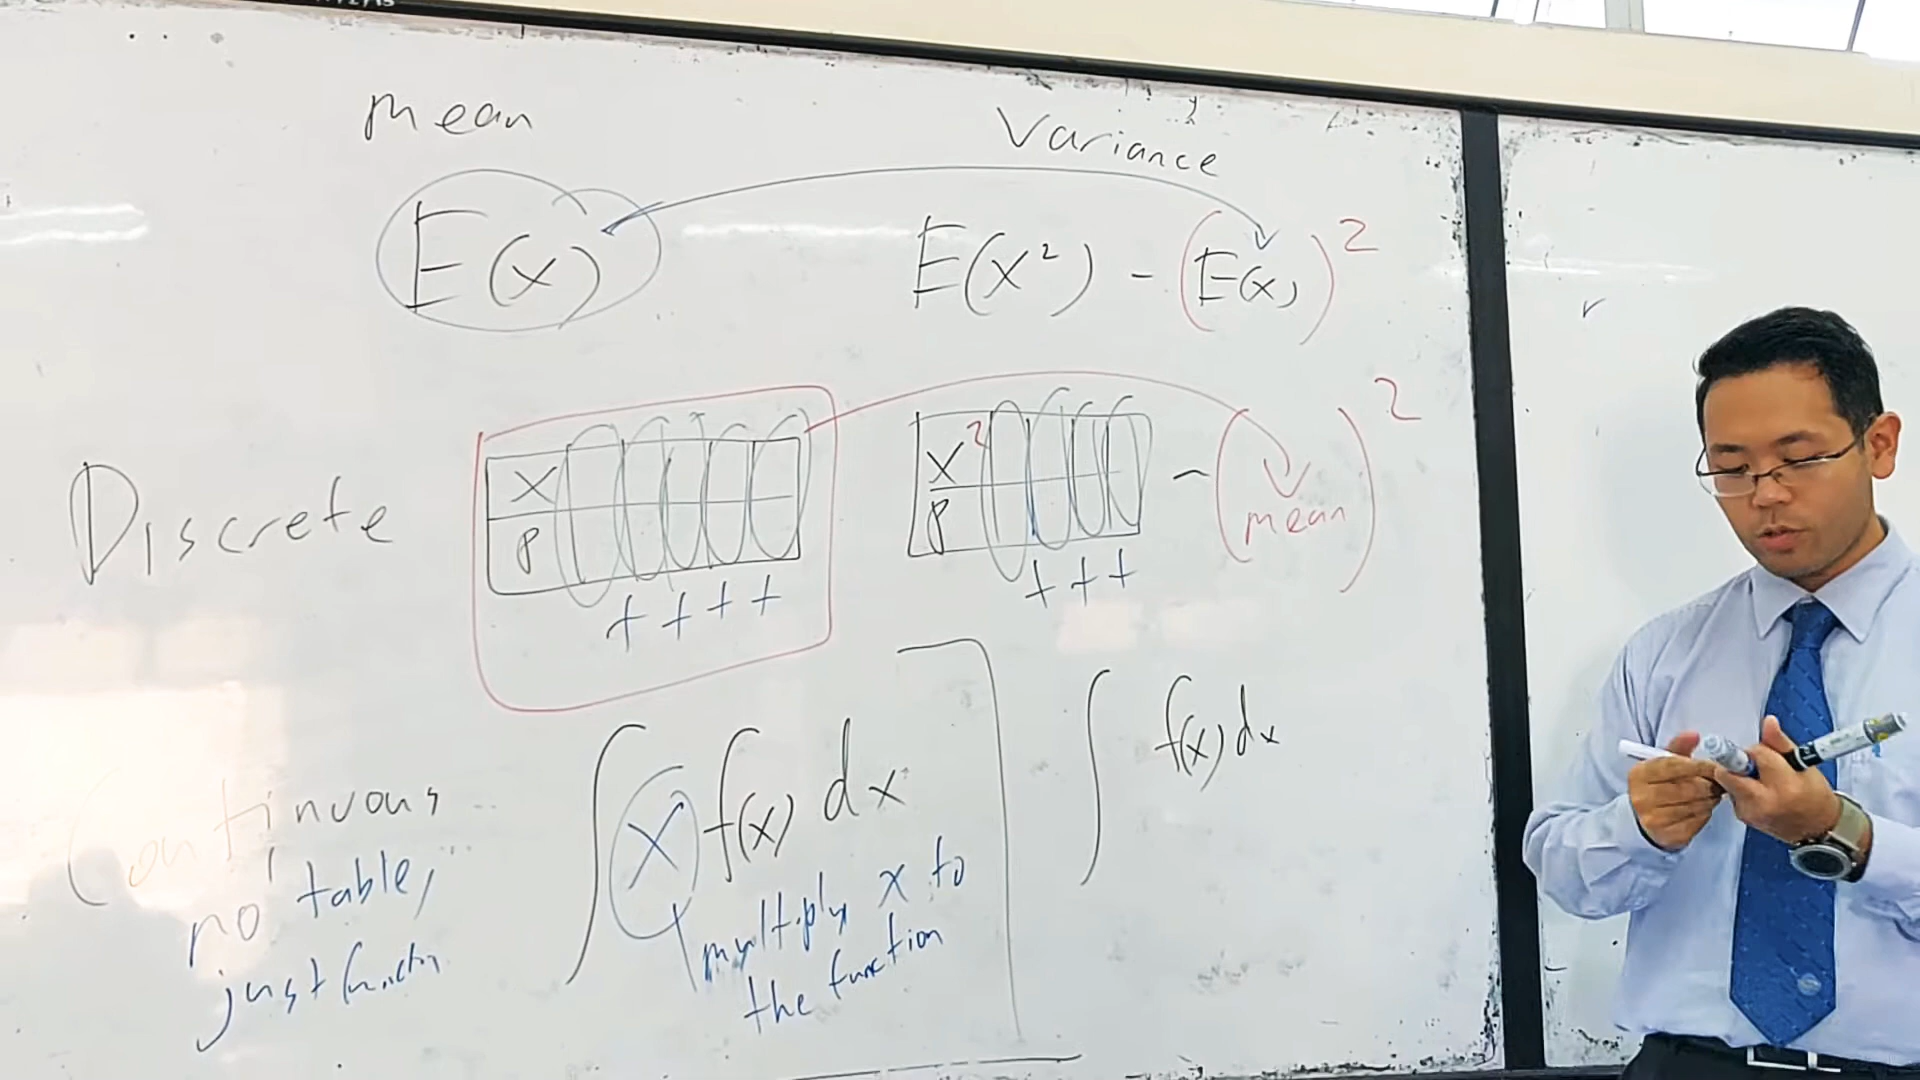 mean
Variance
E(x)
E(x²) - (E(x))²
Discrete
x
P
+ + + +
x²
P
+ + +
- (mean)²
Continuous
no table,
just function
∫ x f(x) dx
multiply x to
the function
∫ f(x) dx
r